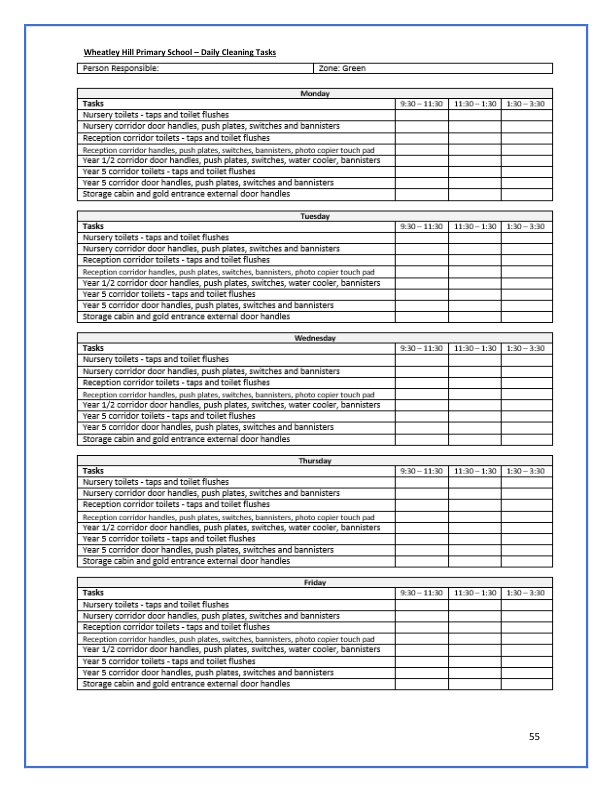 Wheatley Hill Primary School – Daily Cleaning Tasks
Person Responsible: Zone: Green
Monday
Tasks 9:30 – 11:30 11:30 – 1:30 1:30 – 3:30
Nursery toilets - taps and toilet flushes
Nursery corridor door handles, push plates, switches and bannisters
Reception corridor toilets - taps and toilet flushes
Reception corridor handles, push plates, switches, bannisters, photo copier touch pad
Year 1/2 corridor door handles, push plates, switches, water cooler, bannisters
Year 5 corridor toilets - taps and toilet flushes
Year 5 corridor door handles, push plates, switches and bannisters
Storage cabin and gold entrance external door handles
Tuesday
Tasks 9:30 – 11:30 11:30 – 1:30 1:30 – 3:30
Nursery toilets - taps and toilet flushes
Nursery corridor door handles, push plates, switches and bannisters
Reception corridor toilets - taps and toilet flushes
Reception corridor handles, push plates, switches, bannisters, photo copier touch pad
Year 1/2 corridor door handles, push plates, switches, water cooler, bannisters
Year 5 corridor toilets - taps and toilet flushes
Year 5 corridor door handles, push plates, switches and bannisters
Storage cabin and gold entrance external door handles
Wednesday
Tasks 9:30 – 11:30 11:30 – 1:30 1:30 – 3:30
Nursery toilets - taps and toilet flushes
Nursery corridor door handles, push plates, switches and bannisters
Reception corridor toilets - taps and toilet flushes
Reception corridor handles, push plates, switches, bannisters, photo copier touch pad
Year 1/2 corridor door handles, push plates, switches, water cooler, bannisters
Year 5 corridor toilets - taps and toilet flushes
Year 5 corridor door handles, push plates, switches and bannisters
Storage cabin and gold entrance external door handles
Thursday
Tasks 9:30 – 11:30 11:30 – 1:30 1:30 – 3:30
Nursery toilets - taps and toilet flushes
Nursery corridor door handles, push plates, switches and bannisters
Reception corridor toilets - taps and toilet flushes
Reception corridor handles, push plates, switches, bannisters, photo copier touch pad
Year 1/2 corridor door handles, push plates, switches, water cooler, bannisters
Year 5 corridor toilets - taps and toilet flushes
Year 5 corridor door handles, push plates, switches and bannisters
Storage cabin and gold entrance external door handles
Friday
Tasks 9:30 – 11:30 11:30 – 1:30 1:30 – 3:30
Nursery toilets - taps and toilet flushes
Nursery corridor door handles, push plates, switches and bannisters
Reception corridor toilets - taps and toilet flushes
Reception corridor handles, push plates, switches, bannisters, photo copier touch pad
Year 1/2 corridor door handles, push plates, switches, water cooler, bannisters
Year 5 corridor toilets - taps and toilet flushes
Year 5 corridor door handles, push plates, switches and bannisters
Storage cabin and gold entrance external door handles
55